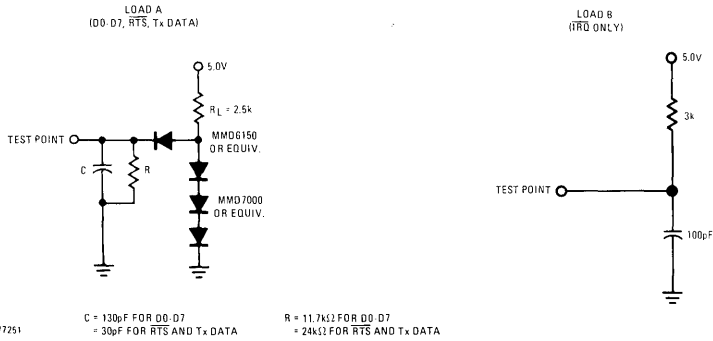 LOAD A
(D0-D7, RTS, Tx DATA)
5.0V
RL = 2.5k
TEST POINT
MMD6150
OR EQUIV.
C
R
MMD7000
OR EQUIV.
C = 130pF FOR D0-D7
= 30pF FOR RTS AND Tx DATA
R = 11.7kΩ FOR D0-D7
= 24kΩ FOR RTS AND Tx DATA
LOAD B
(IRQ ONLY)
5.0V
3k
TEST POINT
100pF